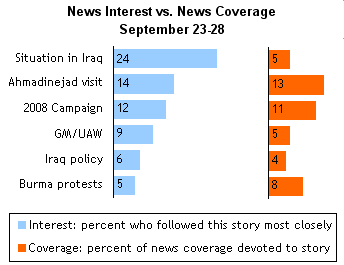 News Interest vs. News Coverage
September 23-28
Situation in Iraq 24 5
Ahmadinejad visit 14 13
2008 Campaign 12 11
GM/UAW 9 5
Iraq policy 6 4
Burma protests 5 8
Interest: percent who followed this story most closely
Coverage: percent of news coverage devoted to story